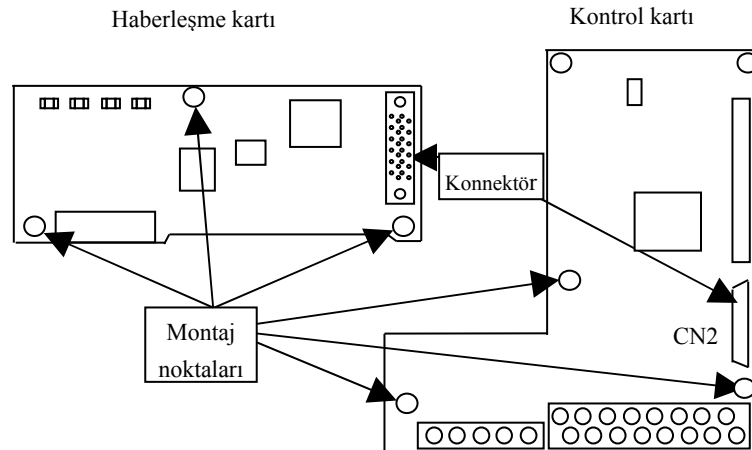 Haberleşme kartı
Kontrol kartı
Konnektör
Montaj
noktaları
CN2